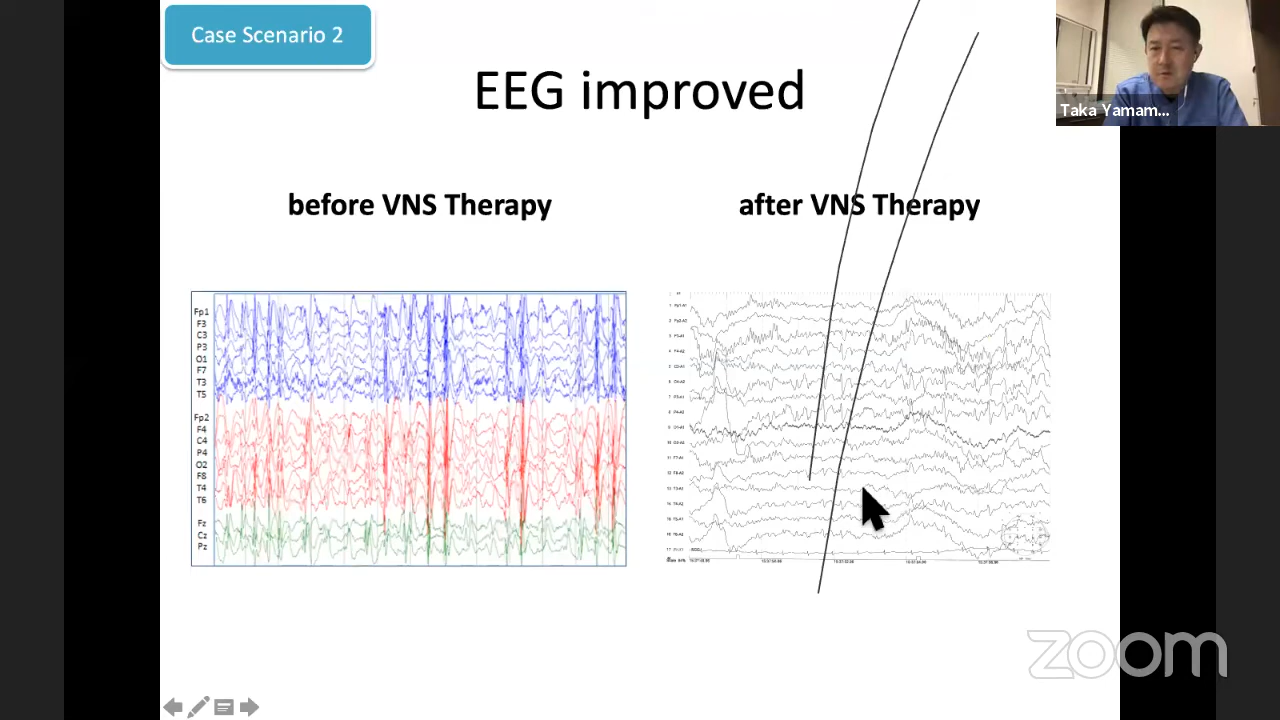 Case Scenario 2
EEG improved
Taka Yamam...
before VNS Therapy
after VNS Therapy
Fp1
F3
C3
P3
O1
F7
T3
T5
Fp2
F4
C4
P4
O2
F8
T4
T6
Fz
Cz
Pz
zoom